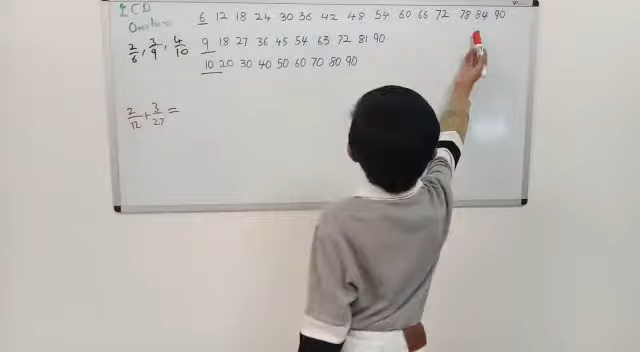 LCD 6 12 18 24 30 36 42 48 54 60 66 72 78 84 90
Questions
2/6, 3/9, 4/10 9 18 27 36 45 54 63 72 81 90
10 20 30 40 50 60 70 80 90
2/12 + 3/27 =